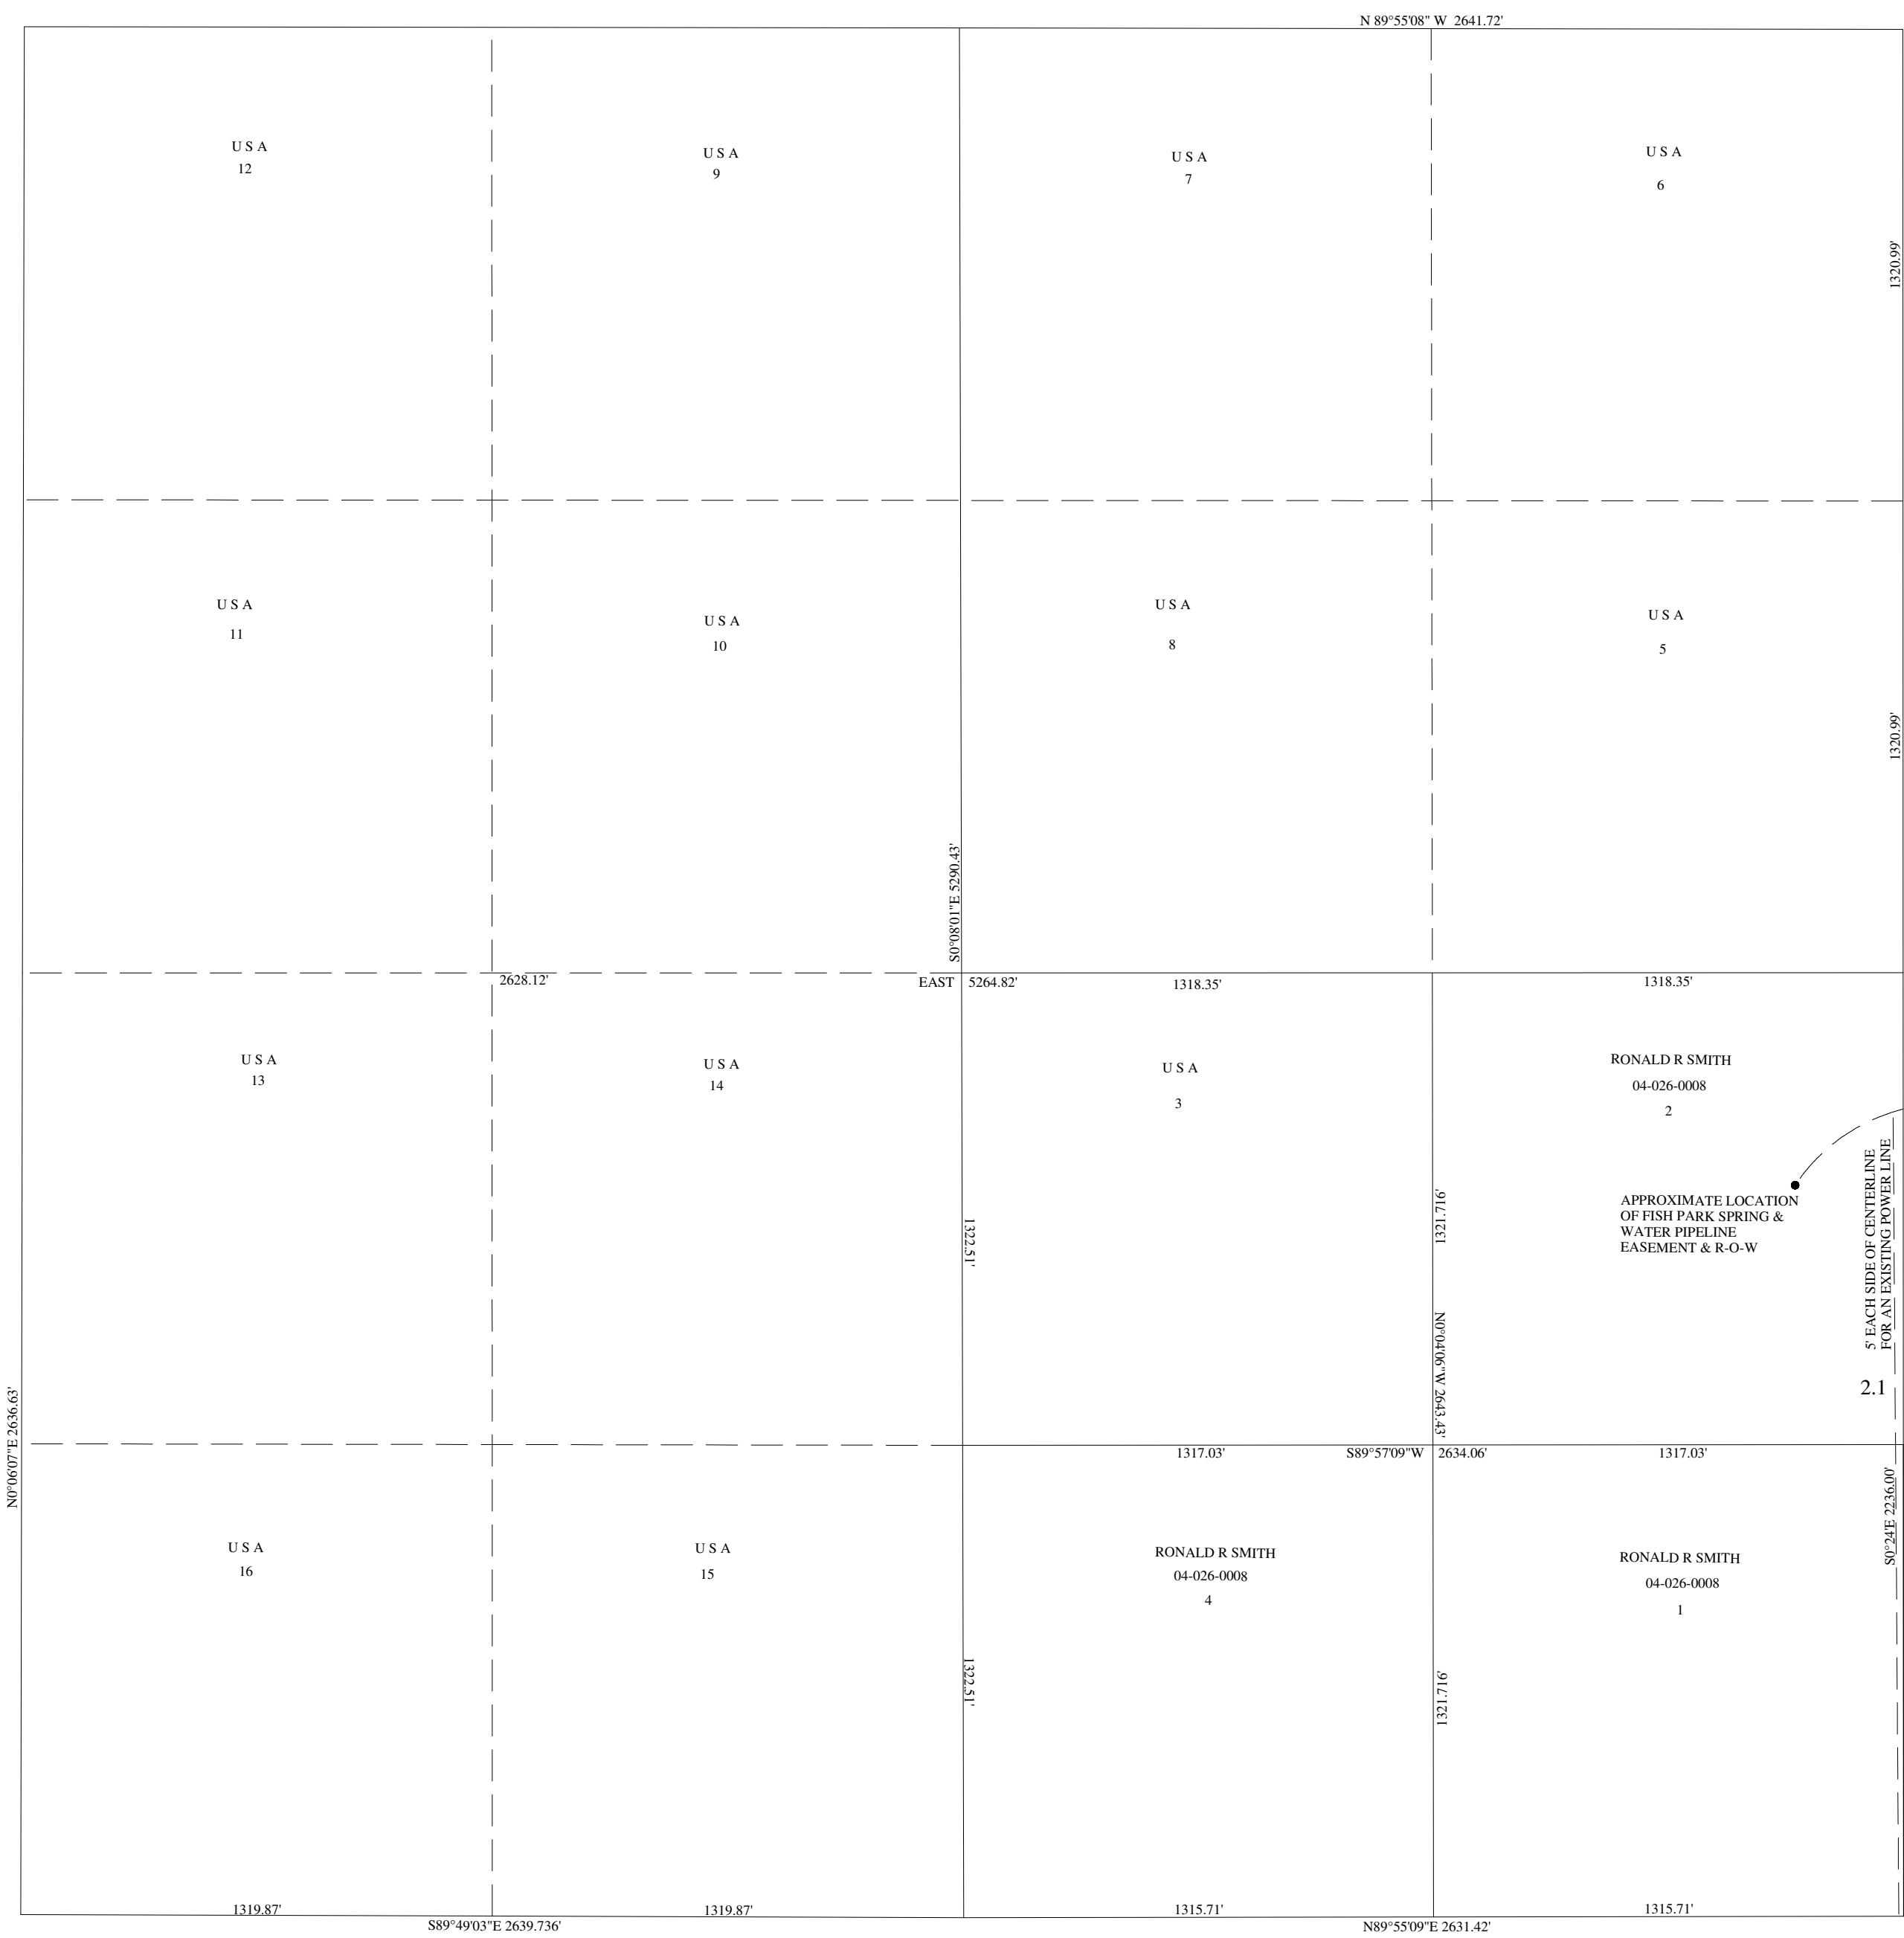 N 89°55'08" W 2641.72'
U S A
12
U S A
9
U S A
7
U S A
6
1320.99'
U S A
11
U S A
10
U S A
8
U S A
5
1320.99'
S0°08'01"E 5290.43'
2628.12'
EAST 5264.82'
1318.35'
1318.35'
U S A
13
U S A
14
U S A
3
RONALD R SMITH
04-026-0008
2
1322.51'
1321.716'
APPROXIMATE LOCATION
OF FISH PARK SPRING &
WATER PIPELINE
EASEMENT & R-O-W
5' EACH SIDE OF CENTERLINE
FOR AN EXISTING POWER LINE
N0°04'06"W 2643.43'
2.1
N0°06'07"E 2636.63'
1317.03'
S89°57'09"W 2634.06'
1317.03'
S0°24'E 2236.00'
U S A
16
U S A
15
RONALD R SMITH
04-026-0008
4
RONALD R SMITH
04-026-0008
1
1322.51'
1321.716'
1319.87'
1319.87'
1315.71'
1315.71'
S89°49'03"E 2639.736'
N89°55'09"E 2631.42'